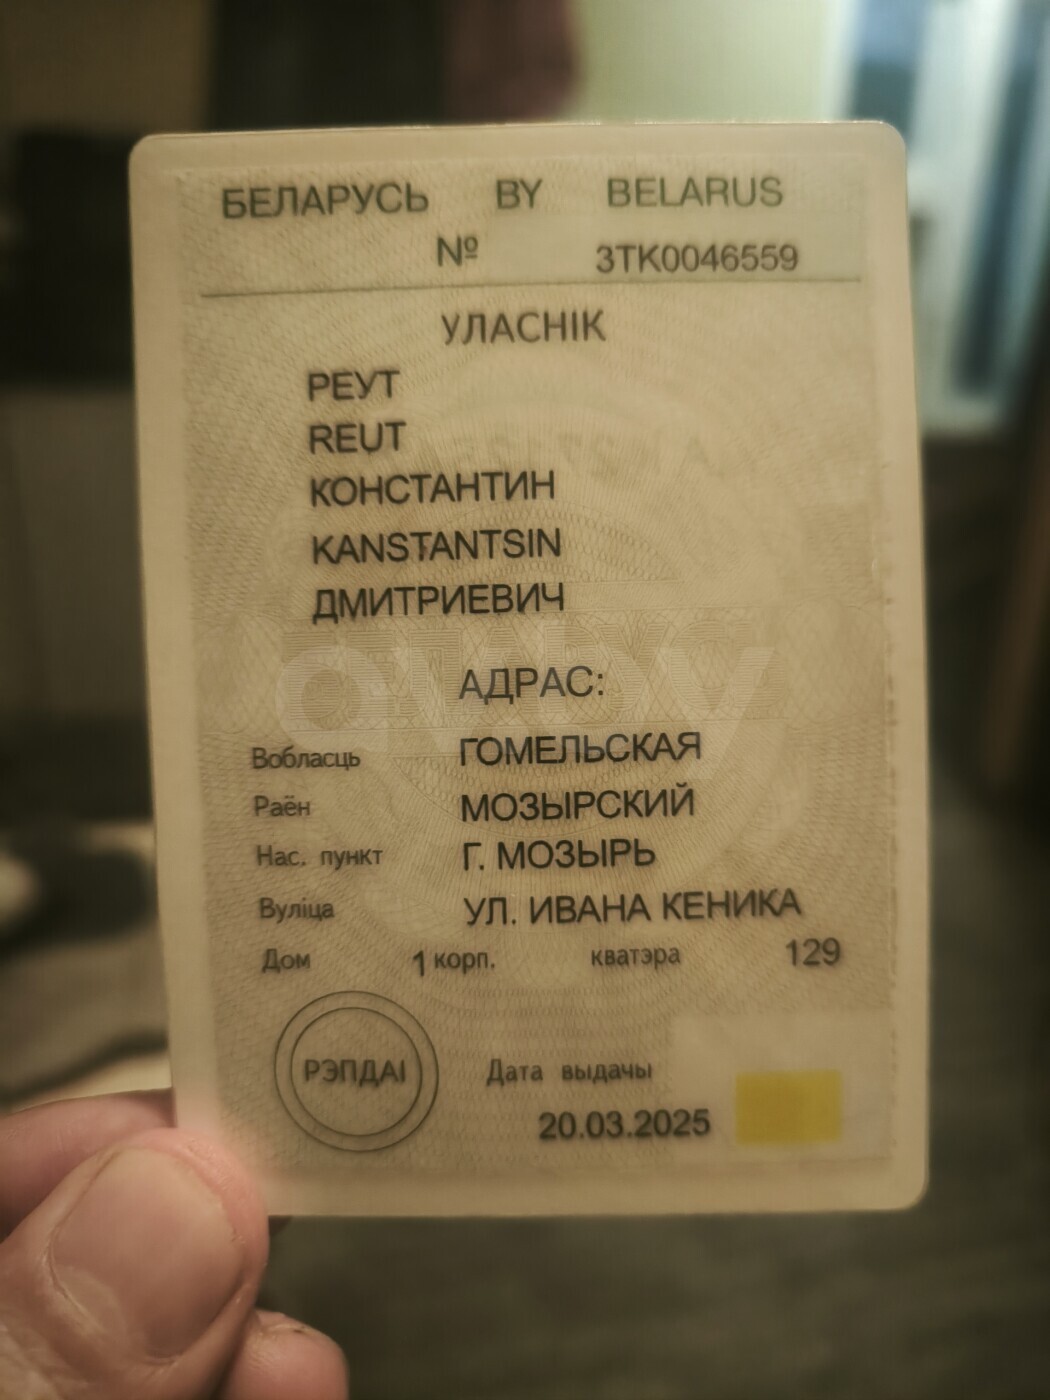 БЕЛАРУСЬ BY BELARUS
№ 3TK0046559
УЛАСНІК
РЕУТ
REUT
КОНСТАНТИН
KANSTANTSIN
ДМИТРИЕВИЧ
АДРАС:
Вобласць ГОМЕЛЬСКАЯ
Раён МОЗЫРСКИЙ
Нас. пункт Г. МОЗЫРЬ
Вуліца УЛ. ИВАНА КЕНИКА
Дом 1 корп. кватэра 129
РЭПДАІ
Дата выдачы
20.03.2025